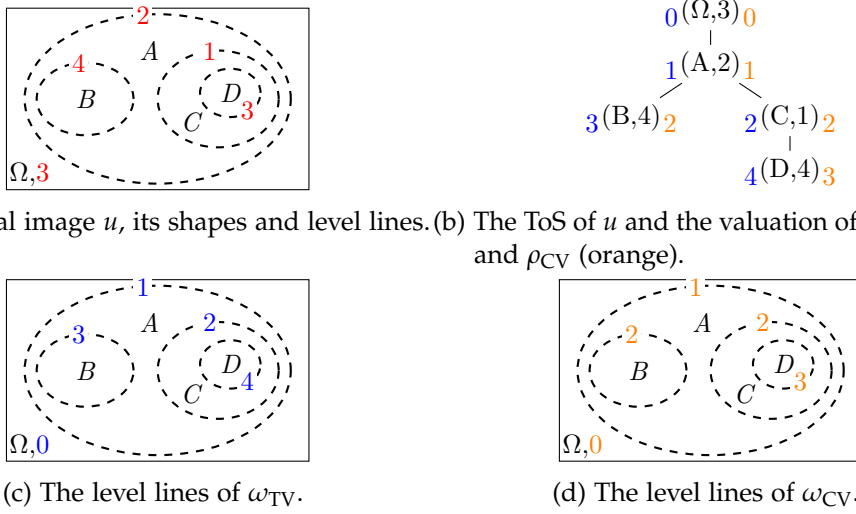 2
A
1
4
B
D
3
C
Ω,3
0(Ω,3)0
1(A,2)1
3(B,4)2
2(C,1)2
4(D,4)3
al image u, its shapes and level lines.
(b) The ToS of u and the valuation of
and ρCV (orange).
1
A
2
3
B
D
4
C
Ω,0
(c) The level lines of ωTV.
1
A
2
2
B
D
3
C
Ω,0
(d) The level lines of ωCV.